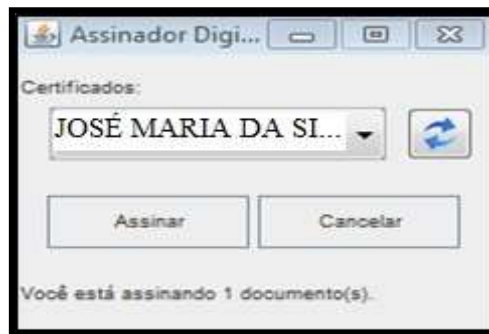 Assinador Digi...
Certificados:
JOSÉ MARIA DA SI...
Assinar Cancelar
Você está assinando 1 documento(s).